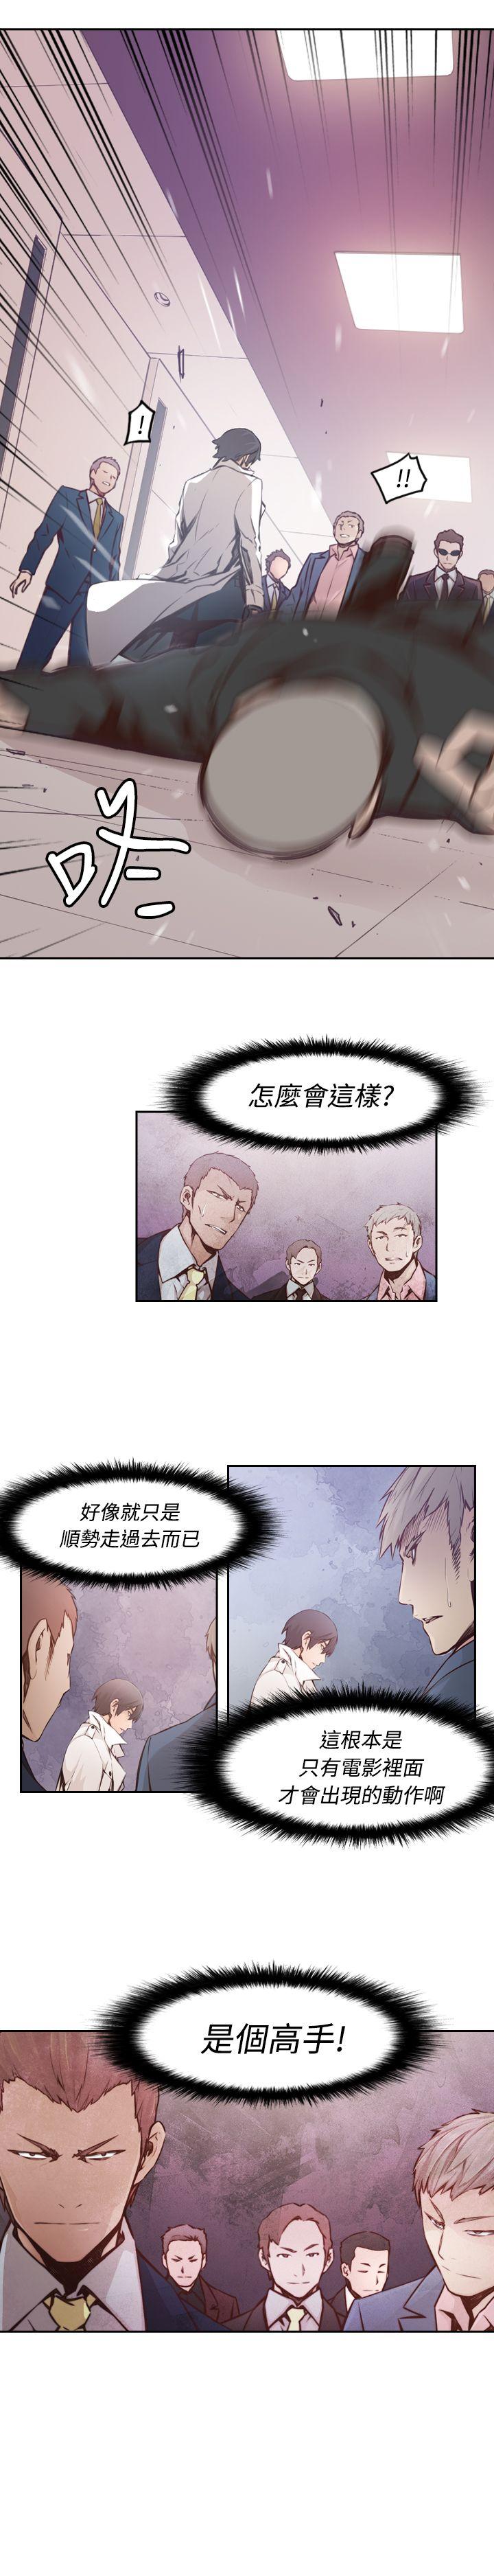 !
!!
咔
怎麼會這樣?
好像就只是
順勢走過去而已
這根本是
只有電影裡面
才會出現的動作啊
是個高手!